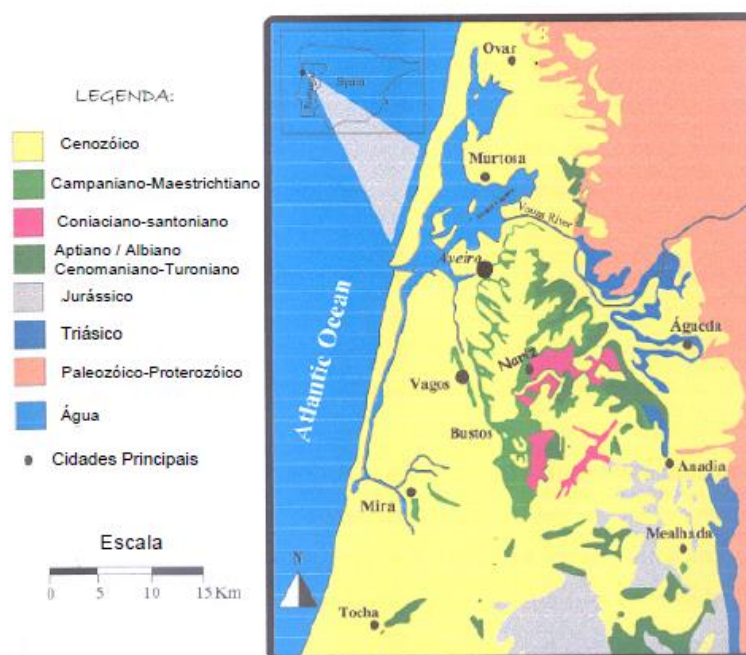 LEGENDA:
Cenozóico
Campaniano-Maestrichtiano
Coniaciano-santoniano
Aptiano / Albiano
Cenomaniano-Turoniano
Jurássico
Triásico
Paleozóico-Proterozóico
Água
Cidades Principais
Escala
0 5 10 15 Km
Spain
Ovar
Murtosa
Vouga River
Aveiro
Águeda
Nariz
Vagos
Bustos
Anadia
Mira
Mealhada
Tocha
Atlantic Ocean
N